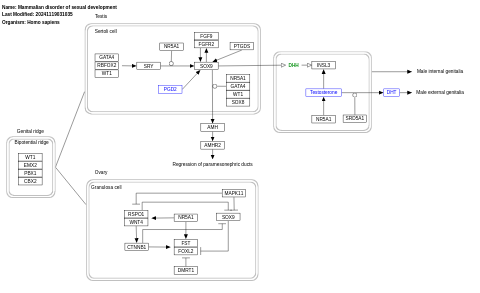 Name: Mammalian disorder of sexual development
Last Modified: 20241119031635
Organism: Homo sapiens
Testis
Sertoli cell
FGF9
FGFR2
NR5A1
PTGDS
GATA4
RBFOX2
WT1
SRY
SOX9
DHH
INSL3
Male internal genitalia
NR5A1
GATA4
WT1
SOX8
PGD2
Testosterone
DHT
Male external genitalia
NR5A1
SRD5A1
AMH
Genital ridge
Bipotential ridge
AMHR2
WT1
EMX2
PBX1
CBX2
Regression of paramesonephric ducts
Ovary
Granulosa cell
MAPK11
RSPO1
WNT4
NR5A1
SOX9
CTNNB1
FST
FOXL2
DMRT1